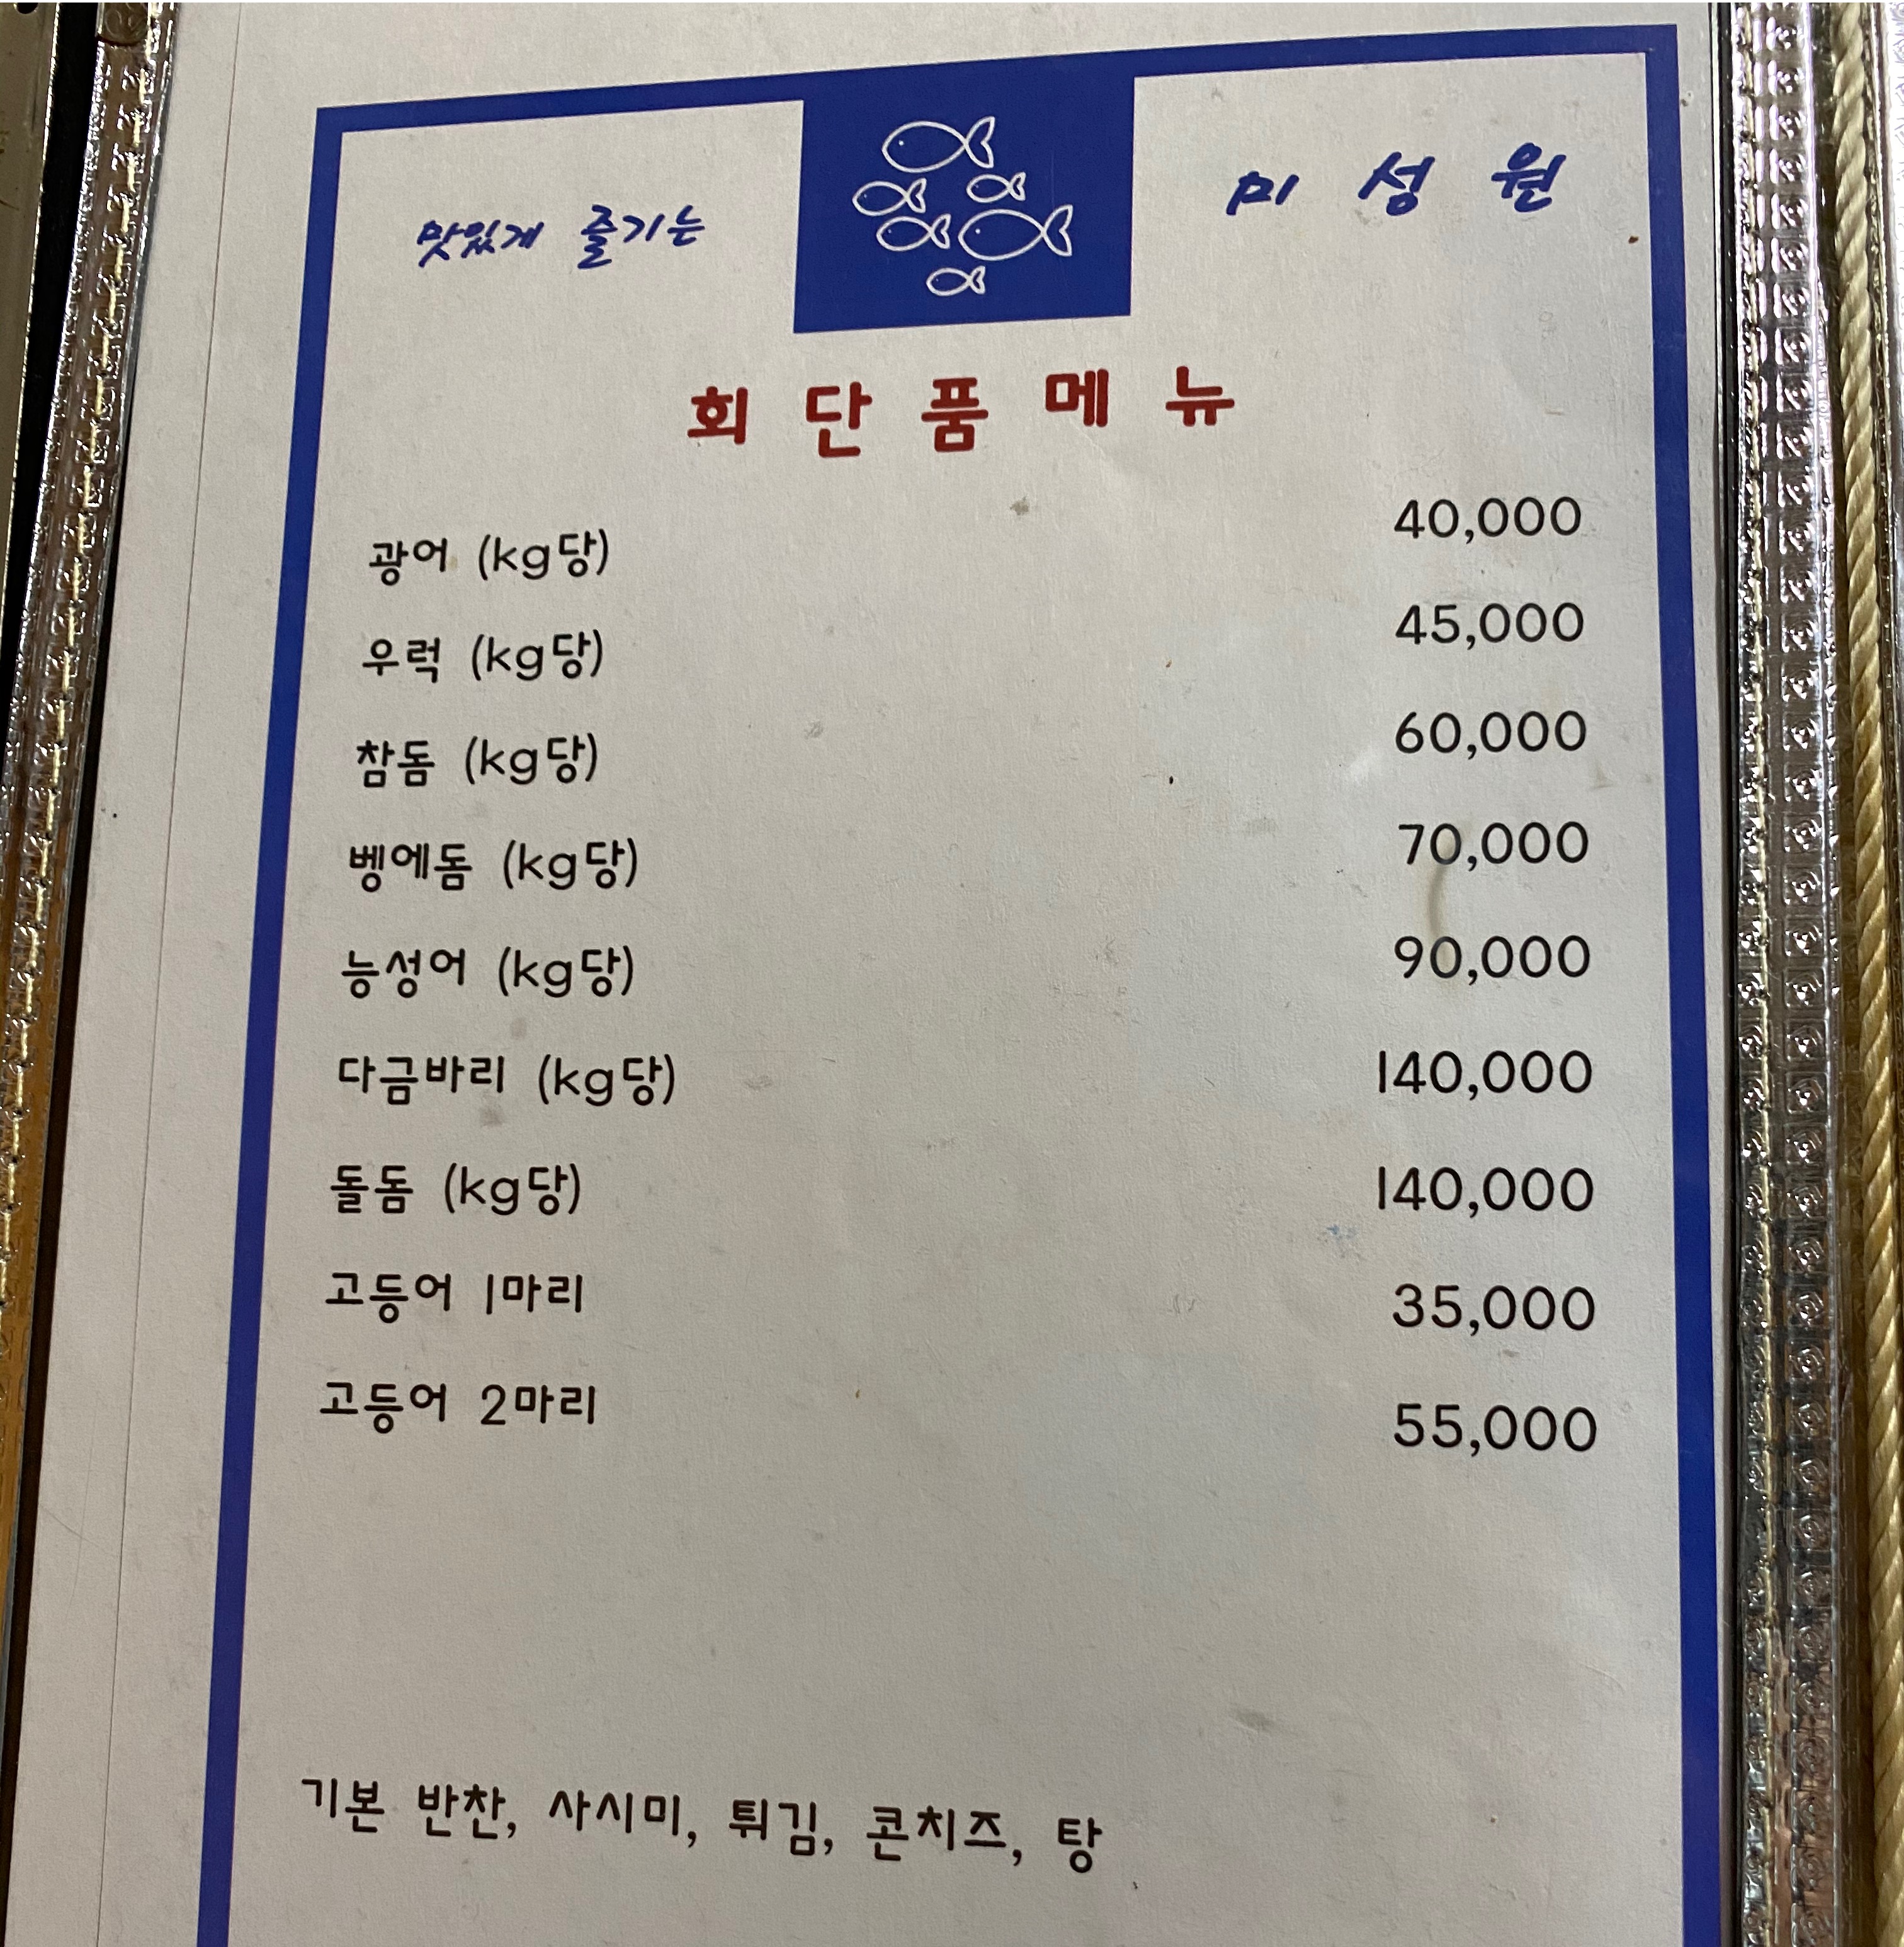 맛있게 즐기는 미성원
회 단품메뉴
광어 (kg당) 40,000
우럭 (kg당) 45,000
참돔 (kg당) 60,000
벵에돔 (kg당) 70,000
능성어 (kg당) 90,000
다금바리 (kg당) 140,000
돌돔 (kg당) 140,000
고등어 1마리 35,000
고등어 2마리 55,000
기본 반찬, 사시미, 튀김, 콘치즈, 탕